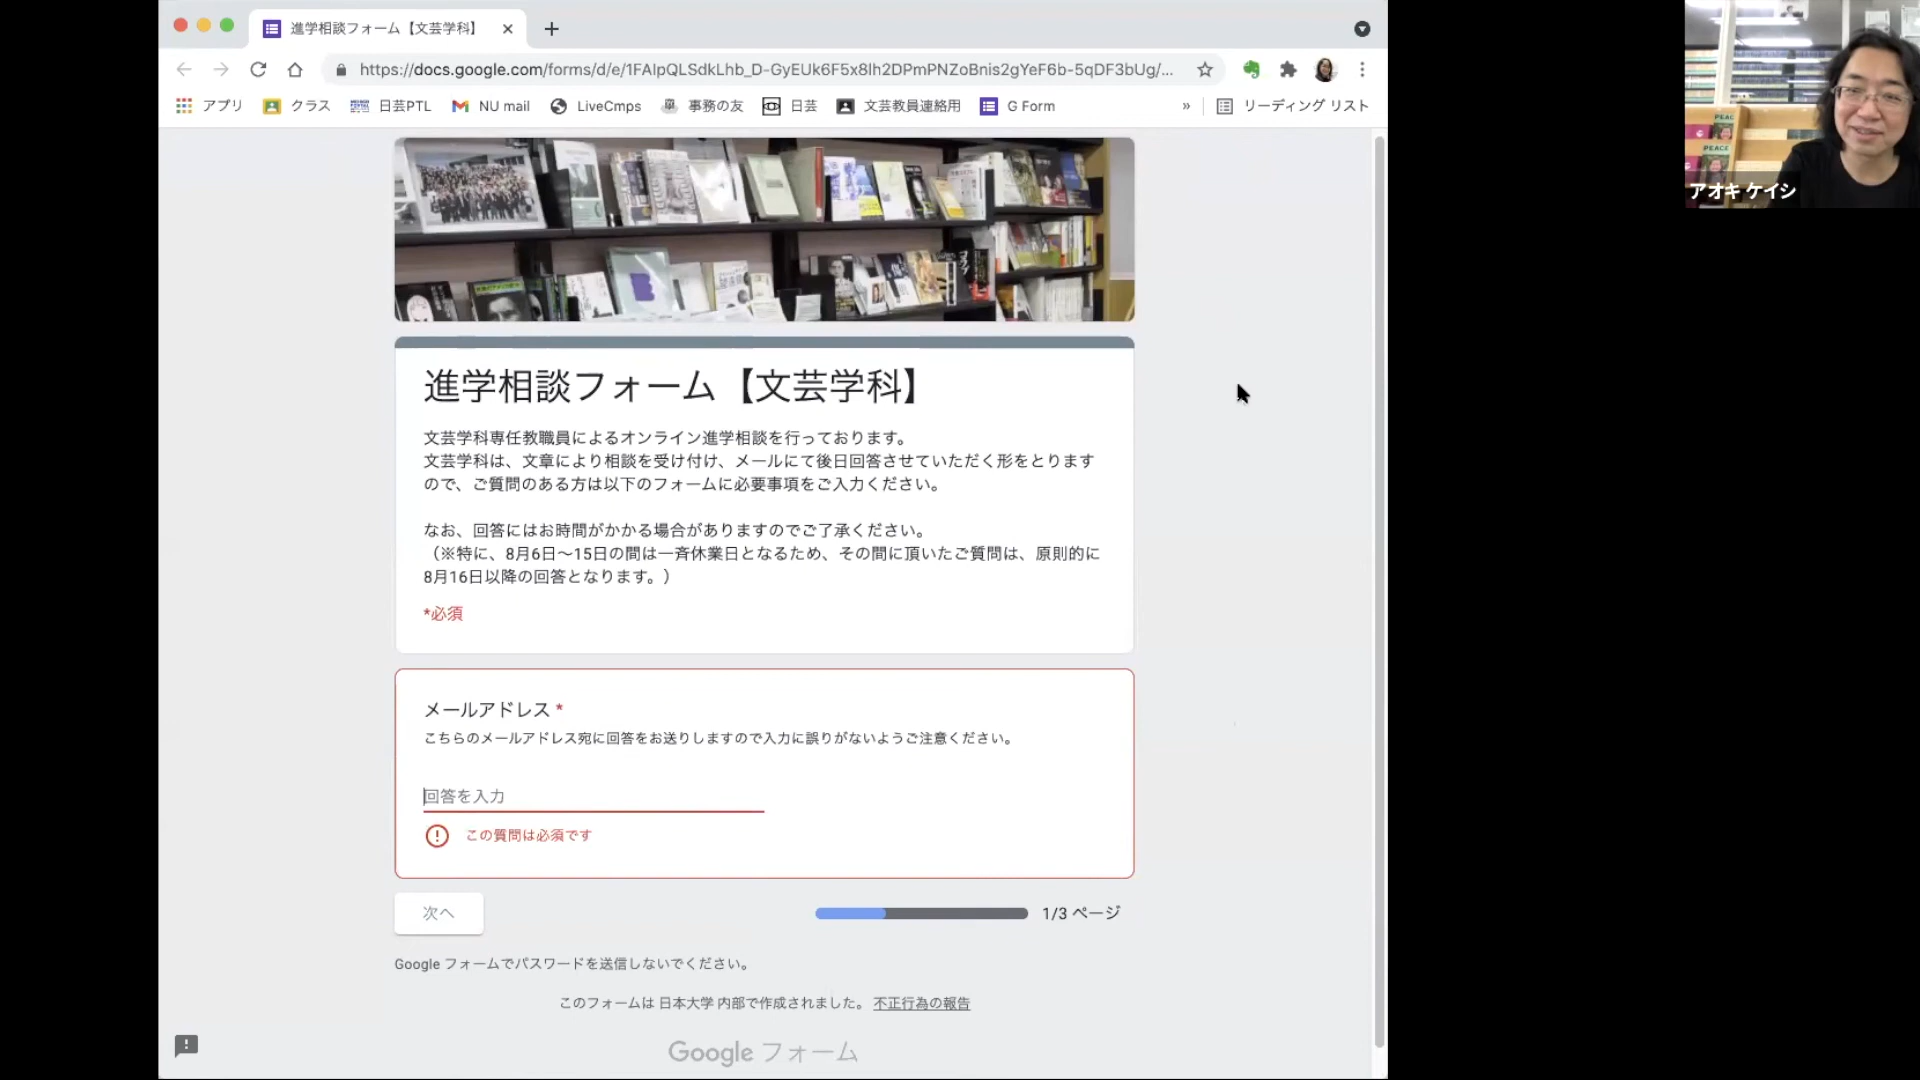 進学相談フォーム【文芸学科】
https://docs.google.com/forms/d/e/1FAIpQLSdkLhb_D-GyEUk6F5x8Ih2DPmPNZoBnis2gYeF6b-5qDF3bUg/...
アプリ クラス 日芸PTL NU mail LiveCmps 事務の友 日芸 文芸教員連絡用 G Form » リーディング リスト
PEACE
PEACE
アオキ ケイシ
進学相談フォーム【文芸学科】
文芸学科専任教職員によるオンライン進学相談を行っております。
文芸学科は、文章により相談を受け付け、メールにて後日回答させていただく形をとります
ので、ご質問のある方は以下のフォームに必要事項をご入力ください。
なお、回答にはお時間がかかる場合がありますのでご了承ください。
（※特に、8月6日〜15日の間は一斉休業日となるため、その間に頂いたご質問は、原則的に
8月16日以降の回答となります。）
*必須
メールアドレス *
こちらのメールアドレス宛に回答をお送りしますので入力に誤りがないようご注意ください。
回答を入力
この質問は必須です
次へ
1/3 ページ
Google フォームでパスワードを送信しないでください。
このフォームは 日本大学 内部で作成されました。 不正行為の報告
Google フォーム